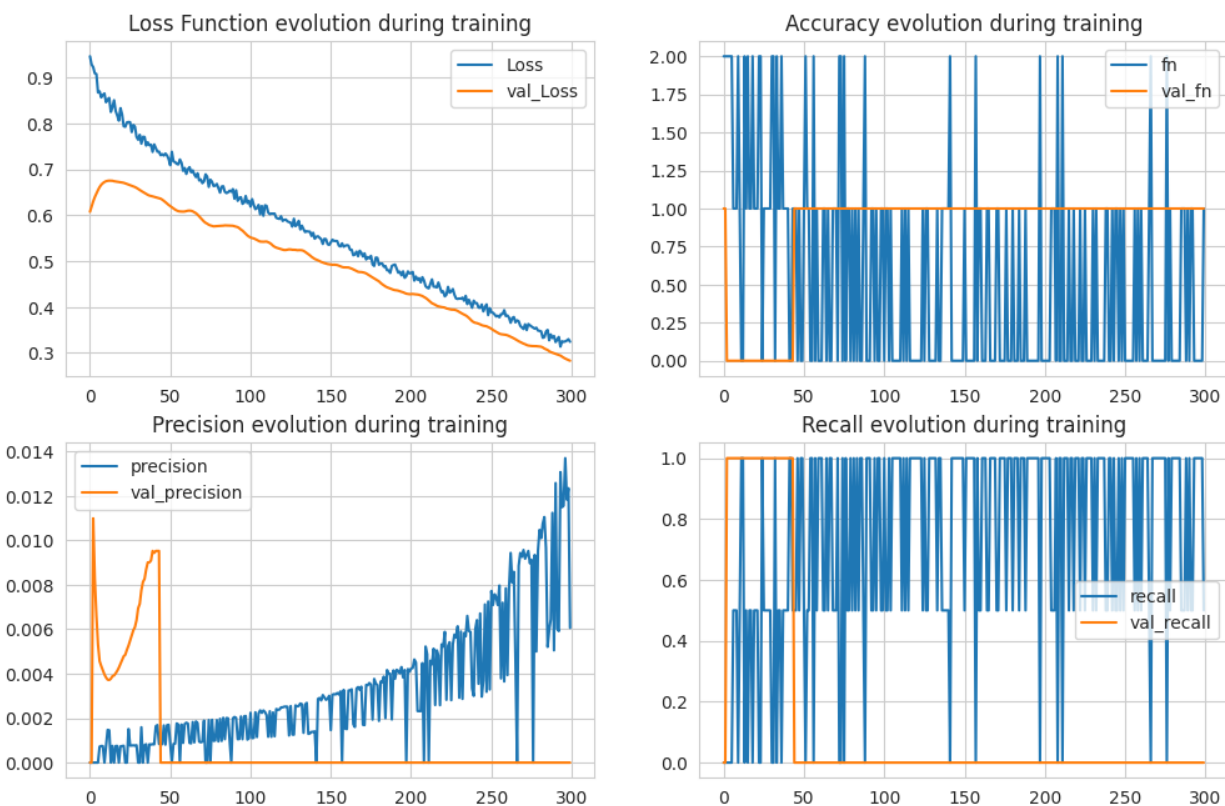 Loss Function evolution during training
Loss
val_Loss
0.9
0.8
0.7
0.6
0.5
0.4
0.3
0 50 100 150 200 250 300
Accuracy evolution during training
fn
val_fn
2.00
1.75
1.50
1.25
1.00
0.75
0.50
0.25
0.00
0 50 100 150 200 250 300
Precision evolution during training
precision
val_precision
0.014
0.012
0.010
0.008
0.006
0.004
0.002
0.000
0 50 100 150 200 250 300
Recall evolution during training
1.0
0.8
0.6
0.4
0.2
0.0
recall
val_recall
0 50 100 150 200 250 300